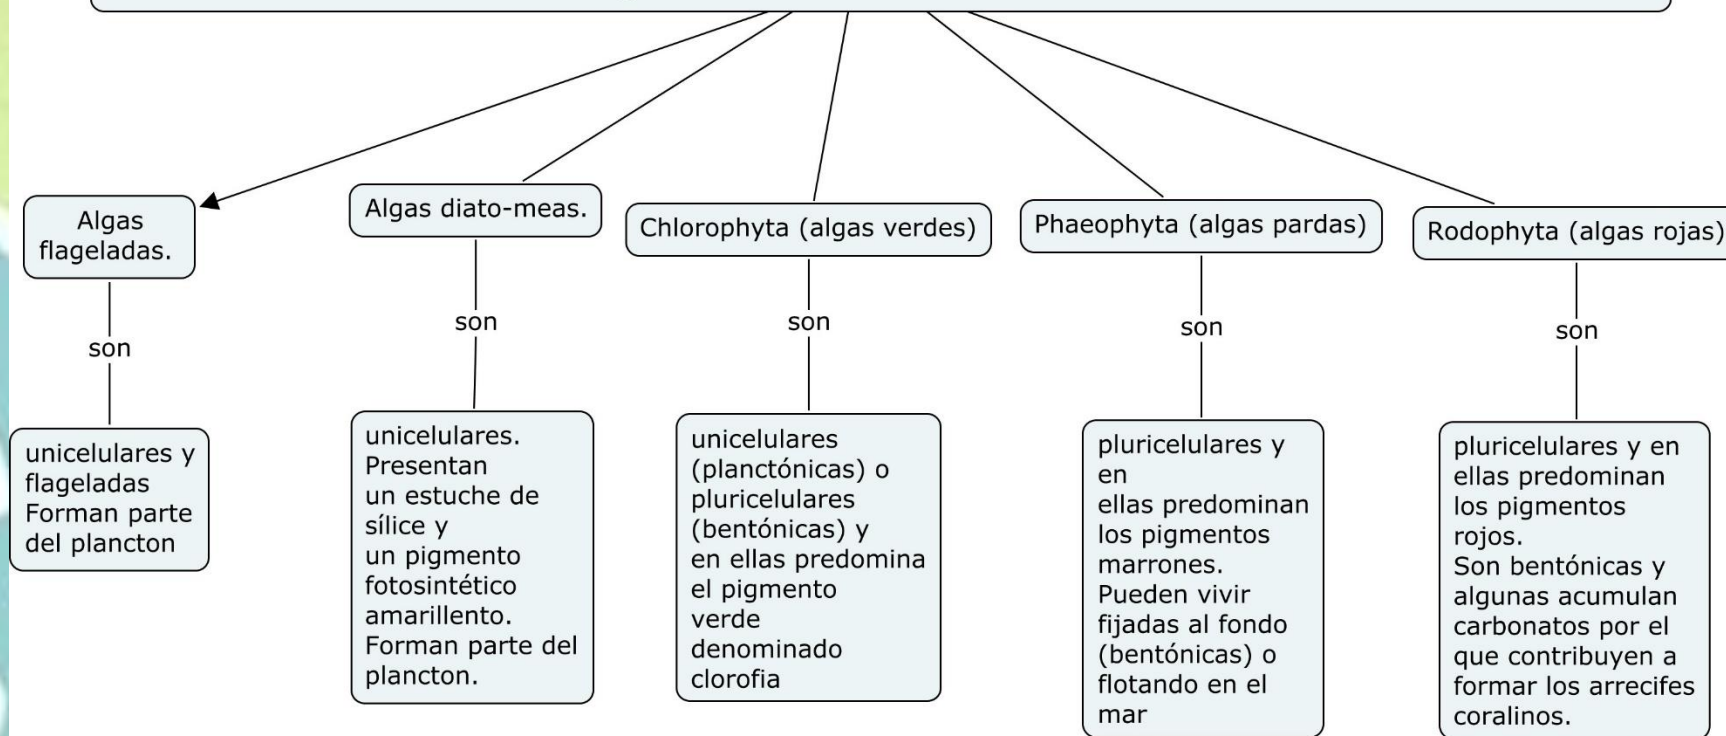 Algas
flageladas.
son
unicelulares y
flageladas
Forman parte
del plancton
Algas diato-meas.
son
unicelulares.
Presentan
un estuche de
sílice y
un pigmento
fotosintético
amarillento.
Forman parte del
plancton.
Chlorophyta (algas verdes)
son
unicelulares
(planctónicas) o
pluricelulares
(bentónicas) y
en ellas predomina
el pigmento
verde
denominado
clorofia
Phaeophyta (algas pardas)
son
pluricelulares y
en
ellas predominan
los pigmentos
marrones.
Pueden vivir
fijadas al fondo
(bentónicas) o
flotando en el
mar
Rodophyta (algas rojas)
son
pluricelulares y en
ellas predominan
los pigmentos
rojos.
Son bentónicas y
algunas acumulan
carbonatos por el
que contribuyen a
formar los arrecifes
coralinos.